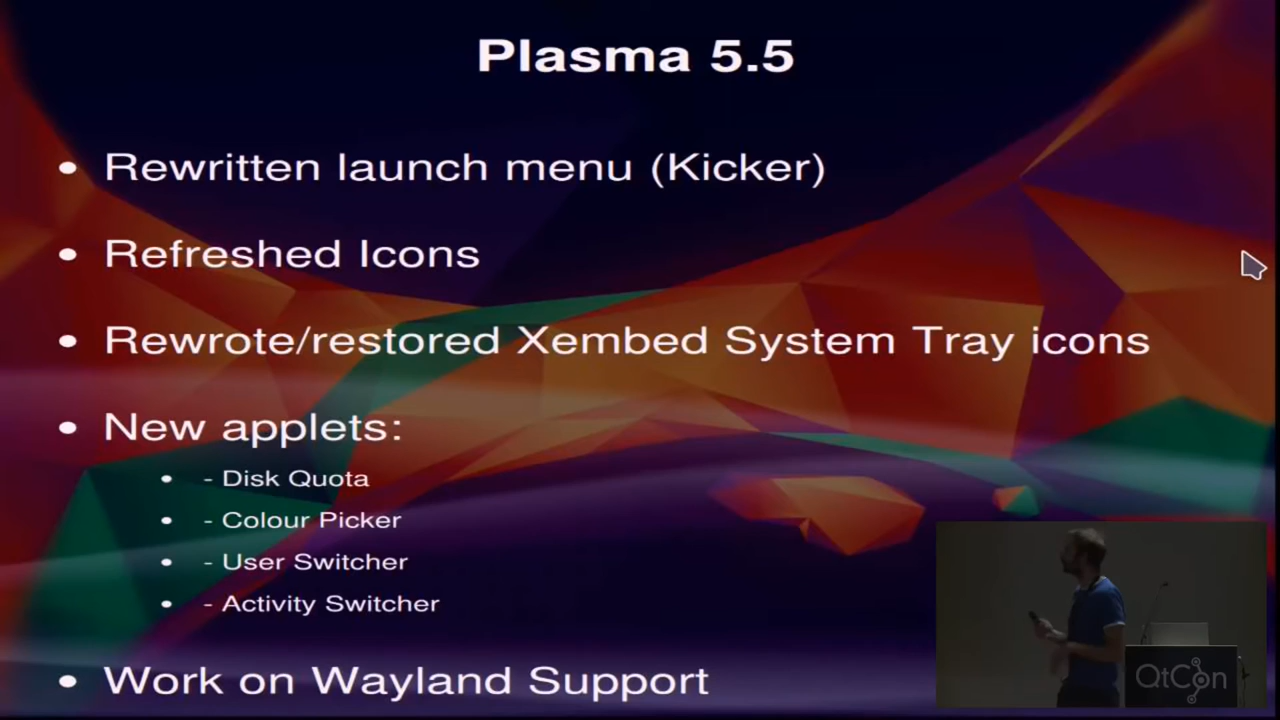 Plasma 5.5
• Rewritten launch menu (Kicker)
• Refreshed Icons
• Rewrote/restored Xembed System Tray icons
• New applets:
• - Disk Quota
• - Colour Picker
• - User Switcher
• - Activity Switcher
• Work on Wayland Support
QtCon